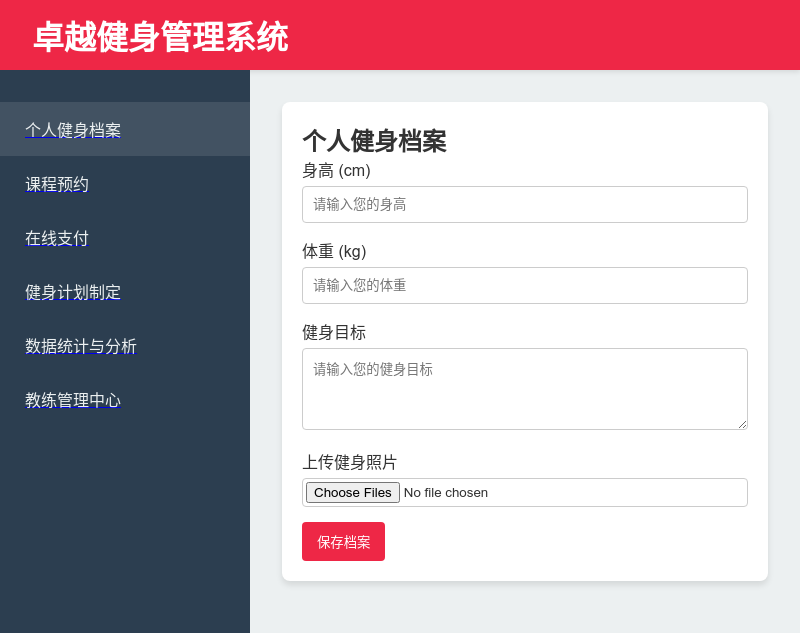 卓越健身管理系统
个人健身档案
课程预约
在线支付
健身计划制定
数据统计与分析
教练管理中心
个人健身档案
身高 (cm)
请输入您的身高
体重 (kg)
请输入您的体重
健身目标
请输入您的健身目标
上传健身照片
Choose Files No file chosen
保存档案